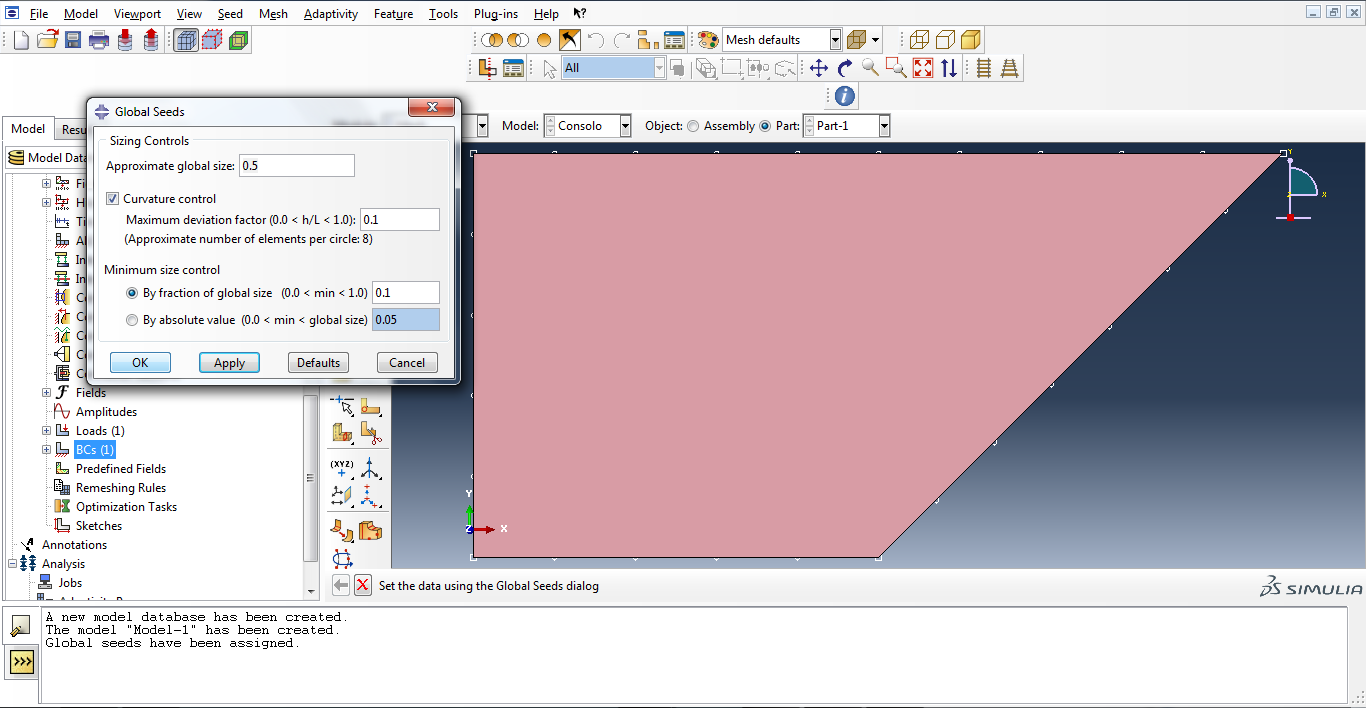 File Model Viewport View Seed Mesh Adaptivity Feature Tools Plug-ins Help
Mesh defaults
All
Model: Consolo Object: Assembly Part: Part-1
Model Resu
Model Data
Global Seeds
Sizing Controls
Approximate global size: 0.5
Curvature control
Maximum deviation factor (0.0 < h/L < 1.0): 0.1
(Approximate number of elements per circle: 8)
Minimum size control
By fraction of global size (0.0 < min < 1.0) 0.1
By absolute value (0.0 < min < global size) 0.05
OK Apply Defaults Cancel
Fi
H
Ti
Al
In
In
C
C
C
C
C
Fields
Amplitudes
Loads (1)
BCs (1)
Predefined Fields
Remeshing Rules
Optimization Tasks
Sketches
Annotations
Analysis
Jobs
(XYZ)
Y
Z X
Y
X
Set the data using the Global Seeds dialog
SIMULIA
A new model database has been created.
The model "Model-1" has been created.
Global seeds have been assigned.
>>>